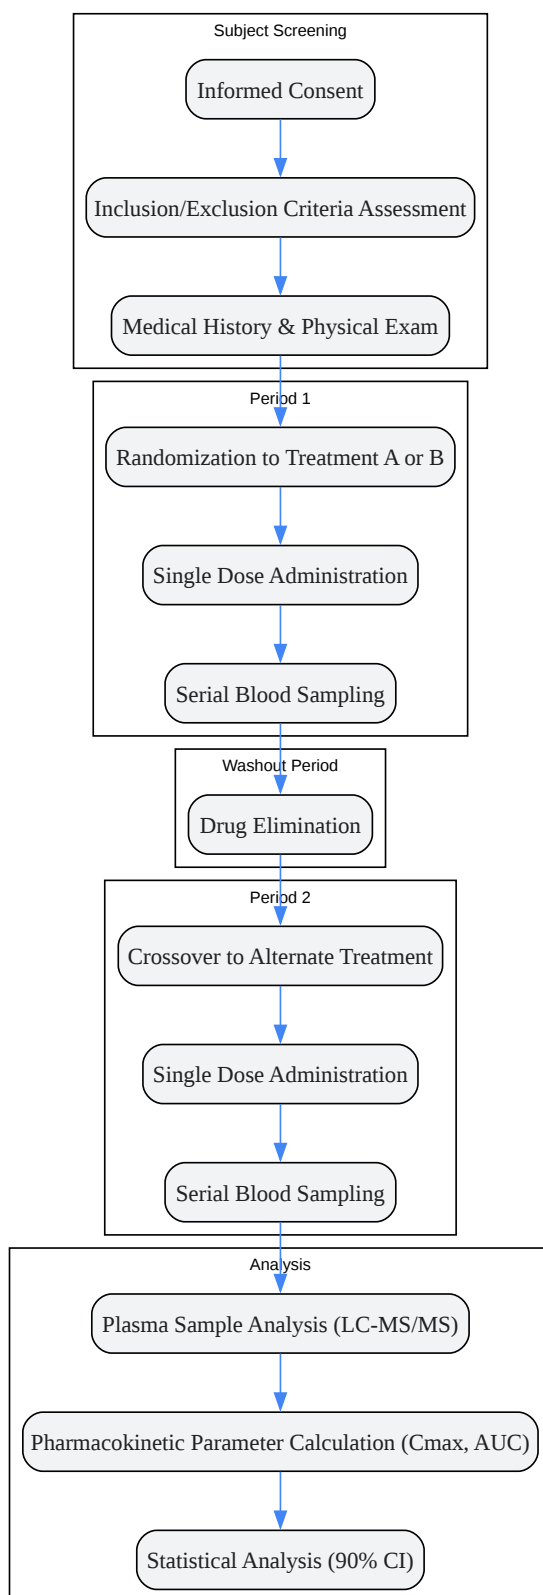 Subject Screening
Informed Consent
Inclusion/Exclusion Criteria Assessment
Medical History & Physical Exam
Period 1
Randomization to Treatment A or B
Single Dose Administration
Serial Blood Sampling
Washout Period
Drug Elimination
Period 2
Crossover to Alternate Treatment
Single Dose Administration
Serial Blood Sampling
Analysis
Plasma Sample Analysis (LC-MS/MS)
Pharmacokinetic Parameter Calculation (Cmax, AUC)
Statistical Analysis (90% CI)